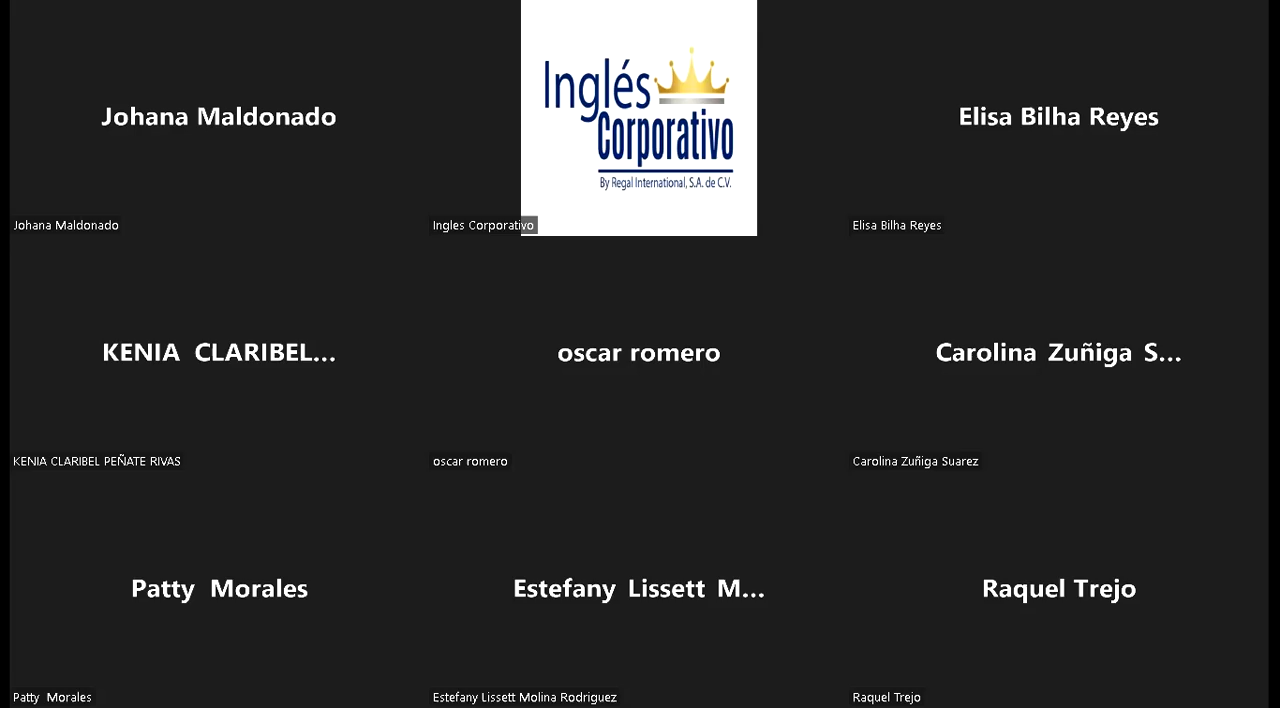 Johana Maldonado
Johana Maldonado
Inglés
Corporativo
By Regal International, S.A. de C.V.
Ingles Corporativo
Elisa Bilha Reyes
Elisa Bilha Reyes
KENIA CLARIBEL...
KENIA CLARIBEL PEÑATE RIVAS
oscar romero
oscar romero
Carolina Zuñiga S...
Carolina Zuñiga Suarez
Patty Morales
Patty Morales
Estefany Lissett M...
Estefany Lissett Molina Rodriguez
Raquel Trejo
Raquel Trejo